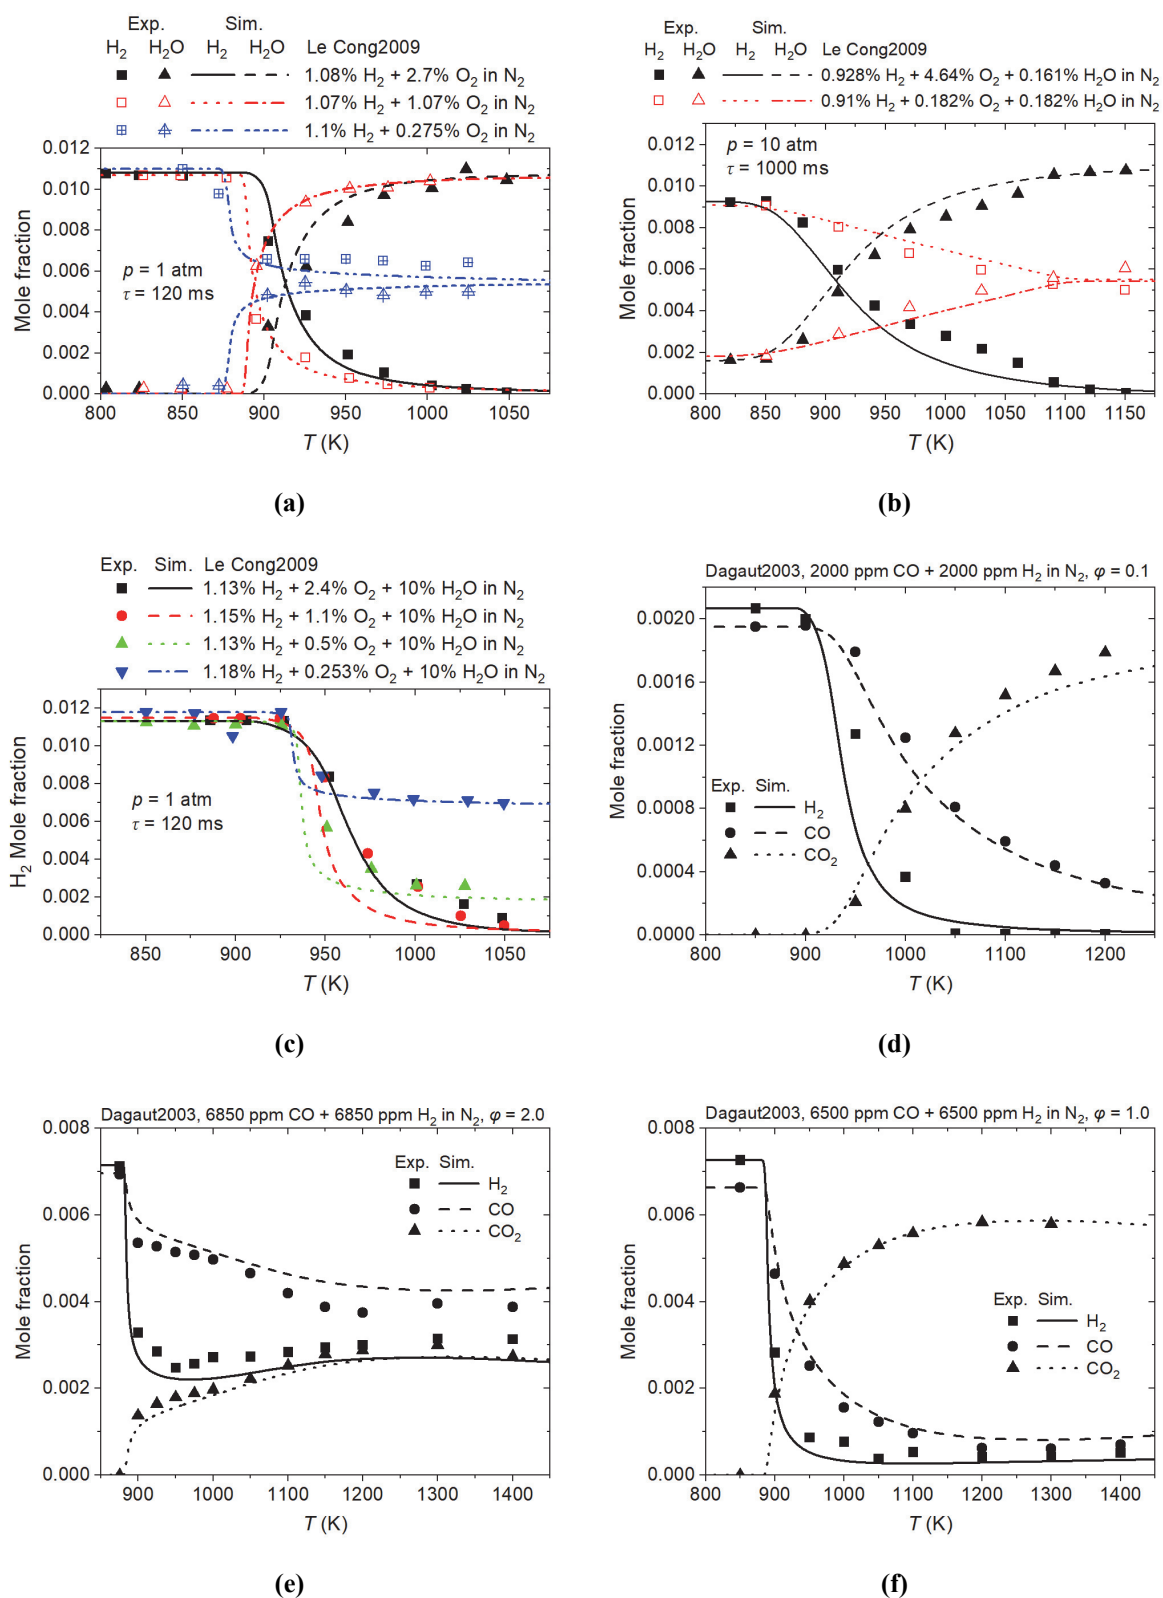 Exp. Sim.
H2 H2O H2 H2O Le Cong2009
1.08% H2 + 2.7% O2 in N2
1.07% H2 + 1.07% O2 in N2
1.1% H2 + 0.275% O2 in N2
0.012
0.010
0.008
0.006
0.004
0.002
0.000
Mole fraction
p = 1 atm
τ = 120 ms
800 850 900 950 1000 1050
T (K)
(a)
Exp. Sim.
H2 H2O H2 H2O Le Cong2009
0.928% H2 + 4.64% O2 + 0.161% H2O in N2
0.91% H2 + 0.182% O2 + 0.182% H2O in N2
0.012
0.010
0.008
0.006
0.004
0.002
0.000
Mole fraction
p = 10 atm
τ = 1000 ms
800 850 900 950 1000 1050 1100 1150
T (K)
(b)
Exp. Sim. Le Cong2009
1.13% H2 + 2.4% O2 + 10% H2O in N2
1.15% H2 + 1.1% O2 + 10% H2O in N2
1.13% H2 + 0.5% O2 + 10% H2O in N2
1.18% H2 + 0.253% O2 + 10% H2O in N2
0.012
0.010
0.008
0.006
0.004
0.002
0.000
H2 Mole fraction
p = 1 atm
τ = 120 ms
850 900 950 1000 1050
T (K)
(c)
Dagaut2003, 2000 ppm CO + 2000 ppm H2 in N2, φ = 0.1
0.0020
0.0016
0.0012
0.0008
0.0004
0.0000
Mole fraction
Exp. Sim.
H2
CO
CO2
800 900 1000 1100 1200
T (K)
(d)
Dagaut2003, 6850 ppm CO + 6850 ppm H2 in N2, φ = 2.0
0.008
0.006
0.004
0.002
0.000
Mole fraction
Exp. Sim.
H2
CO
CO2
900 1000 1100 1200 1300 1400
T (K)
(e)
Dagaut2003, 6500 ppm CO + 6500 ppm H2 in N2, φ = 1.0
0.008
0.006
0.004
0.002
0.000
Mole fraction
Exp. Sim.
H2
CO
CO2
800 900 1000 1100 1200 1300 1400
T (K)
(f)